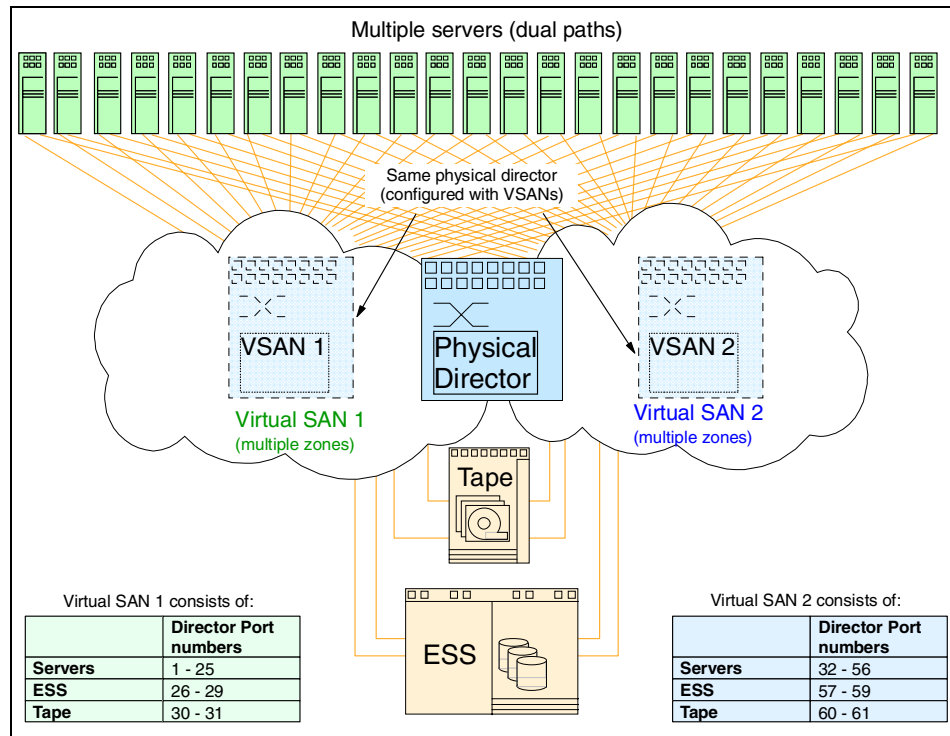 Multiple servers (dual paths)
Same physical director
(configured with VSANs)
VSAN 1
Physical
Director
VSAN 2
Virtual SAN 1
(multiple zones)
Virtual SAN 2
(multiple zones)
Tape
ESS
Virtual SAN 1 consists of:
Director Port
numbers
Servers 1 - 25
ESS 26 - 29
Tape 30 - 31
Virtual SAN 2 consists of:
Director Port
numbers
Servers 32 - 56
ESS 57 - 59
Tape 60 - 61